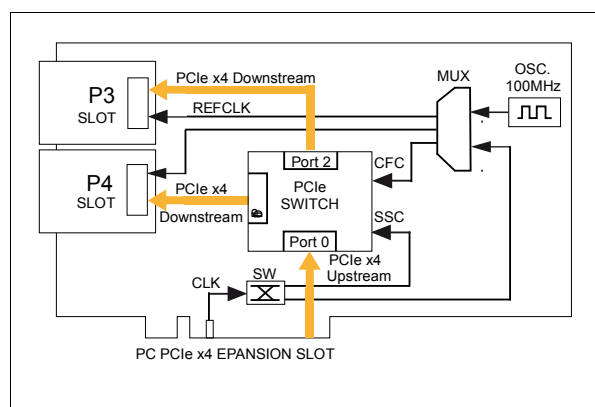 PCIe x4 Downstream
MUX
OSC.
100MHz
P3
SLOT
REFCLK
P4
SLOT
PCIe x4
Downstream
Port 2
PCIe
SWITCH
CFC
SSC
Port 0
PCIe x4
Upstream
CLK
SW
PC PCIe x4 EPANSION SLOT